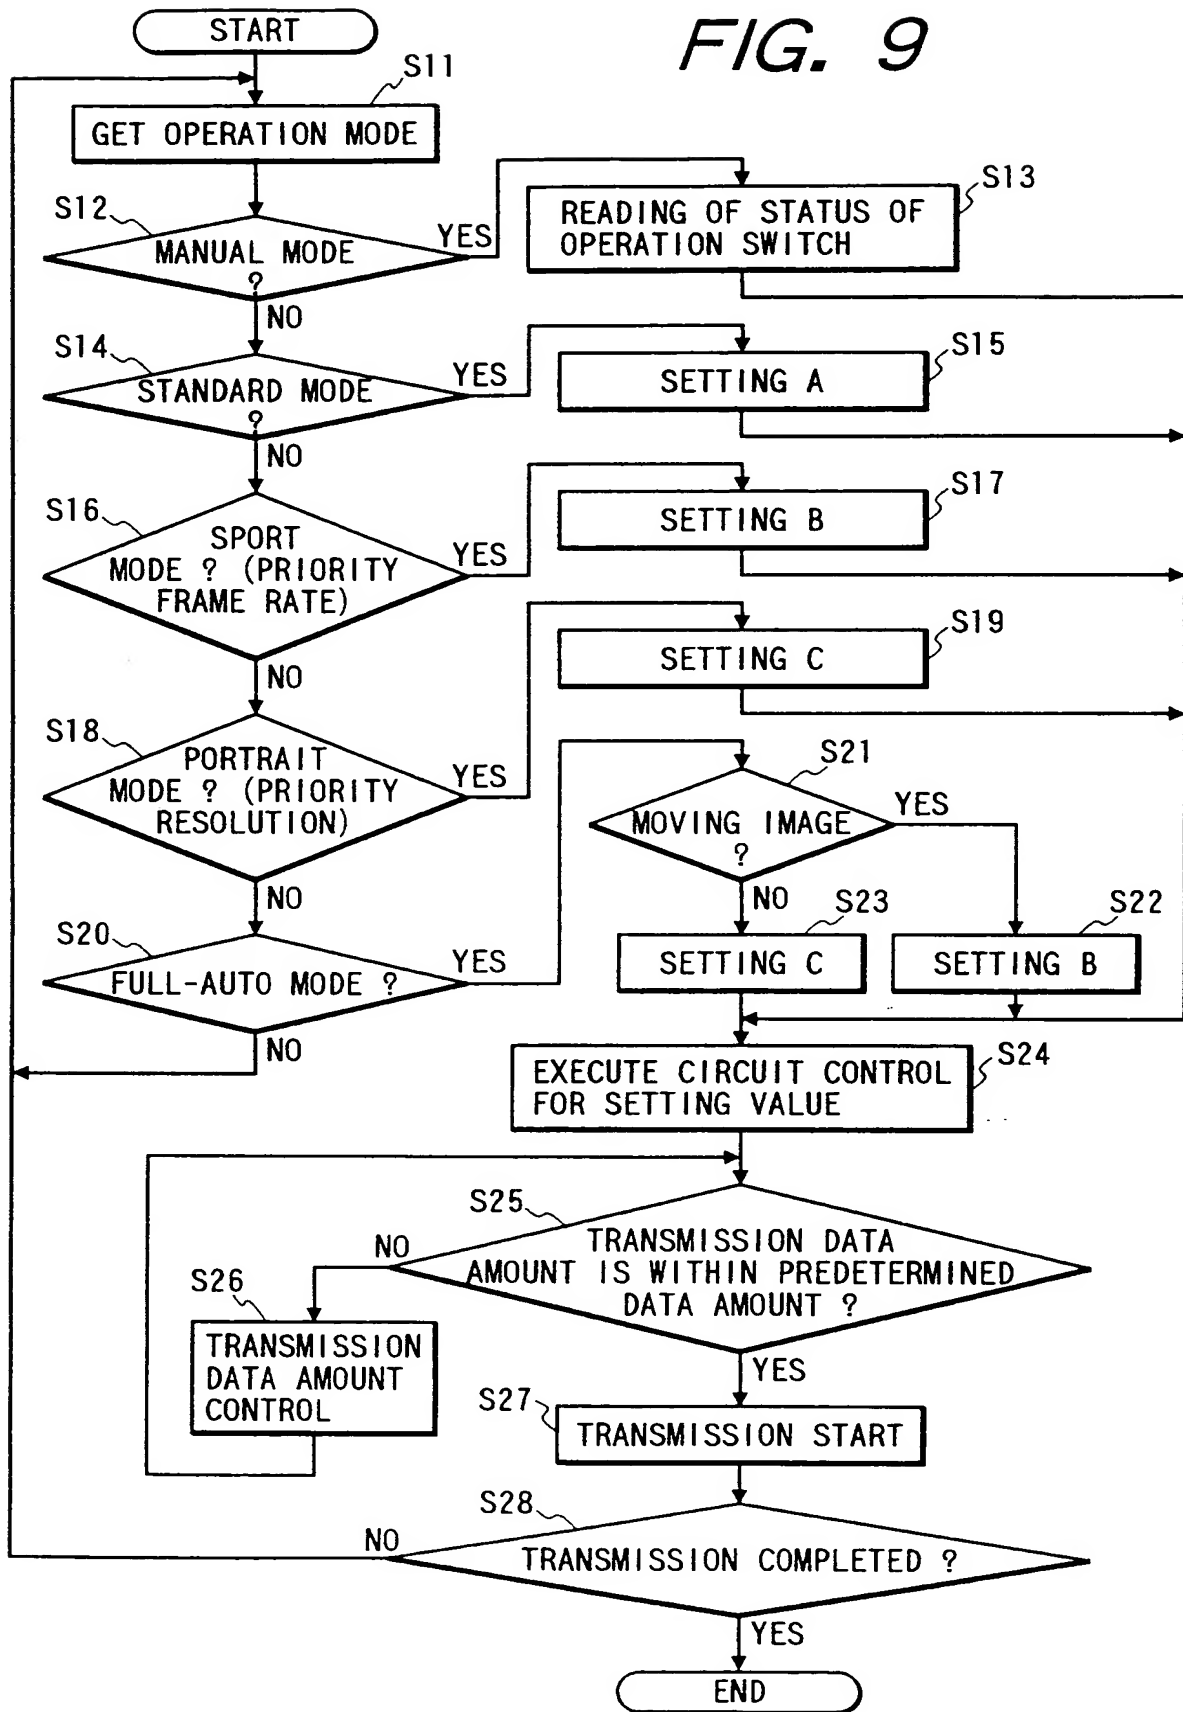 FIG. 9
START
S11
GET OPERATION MODE
S12
MANUAL MODE
?
YES
NO
S13
READING OF STATUS OF
OPERATION SWITCH
S14
STANDARD MODE
?
YES
NO
S15
SETTING A
S16
SPORT
MODE ? (PRIORITY
FRAME RATE)
YES
NO
S17
SETTING B
S18
PORTRAIT
MODE ? (PRIORITY
RESOLUTION)
YES
NO
S19
SETTING C
S20
FULL-AUTO MODE ?
YES
NO
S21
MOVING IMAGE
?
YES
NO
S23
SETTING C
S22
SETTING B
S24
EXECUTE CIRCUIT CONTROL
FOR SETTING VALUE
S25
TRANSMISSION DATA
AMOUNT IS WITHIN PREDETERMINED
DATA AMOUNT ?
NO
YES
S26
TRANSMISSION
DATA AMOUNT
CONTROL
S27
TRANSMISSION START
S28
TRANSMISSION COMPLETED ?
NO
YES
END